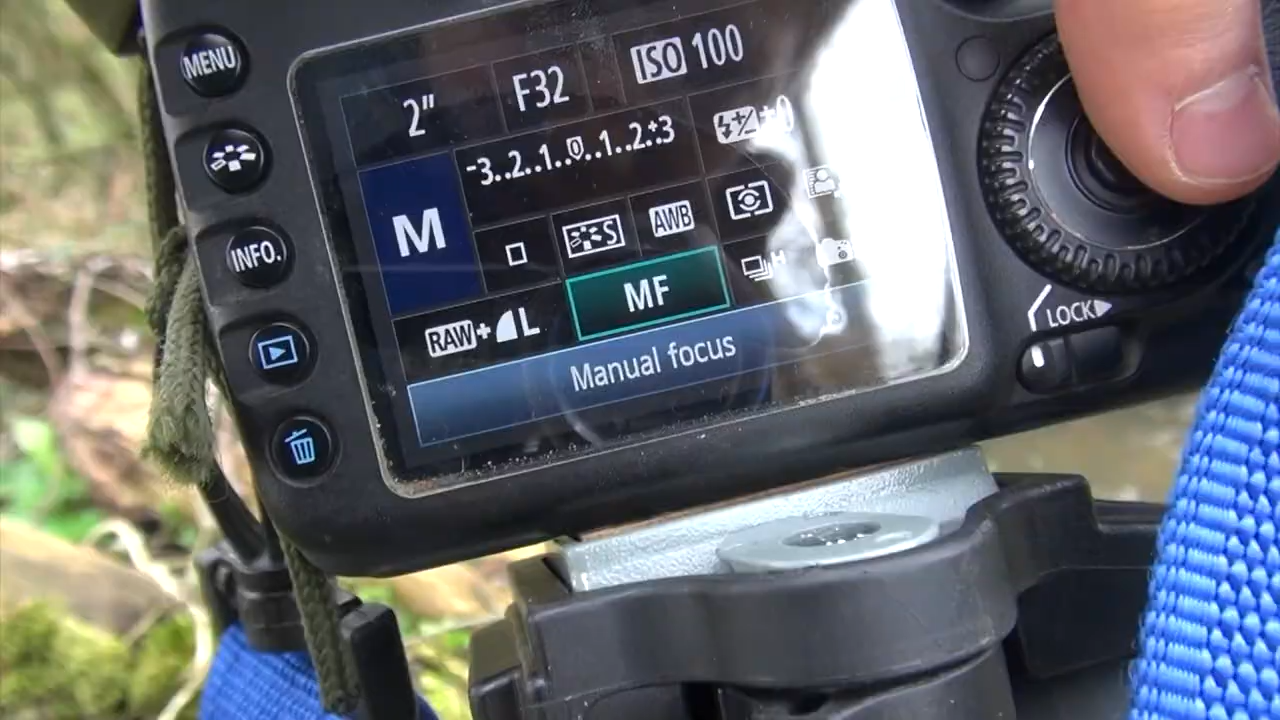 MENU
2" F32 ISO 100
-3..2..1..0..1..2.+3 ±0
INFO.
M S AWB
RAW+L MF H
Manual focus
LOCK